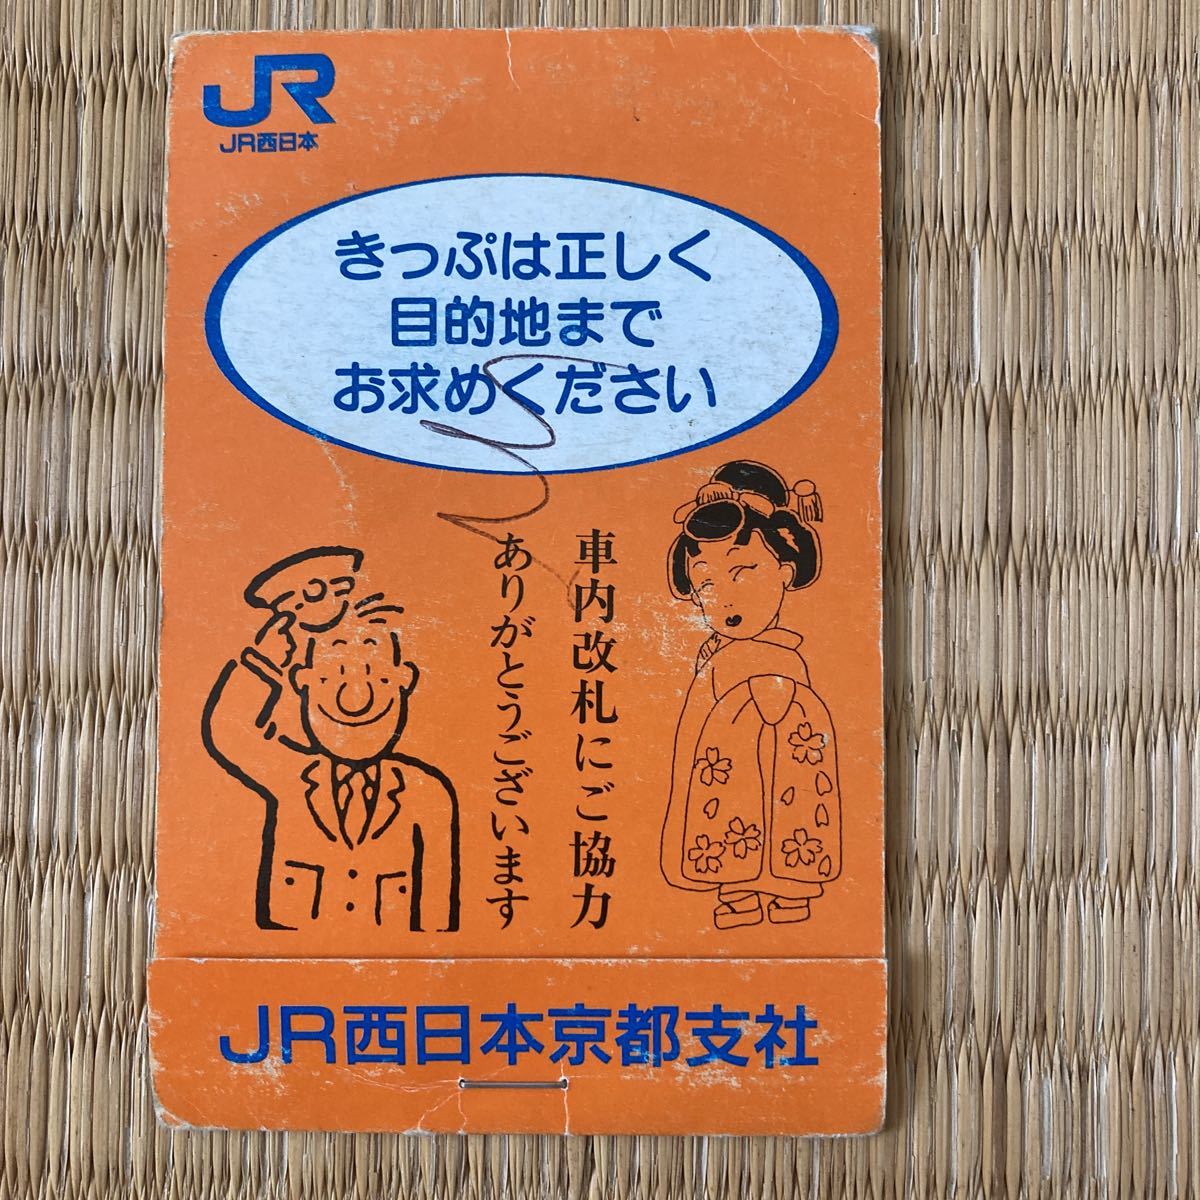 JR
JR西日本
きっぷは正しく
目的地まで
お求めください
車内改札にご協力
ありがとうございます
JR西日本京都支社